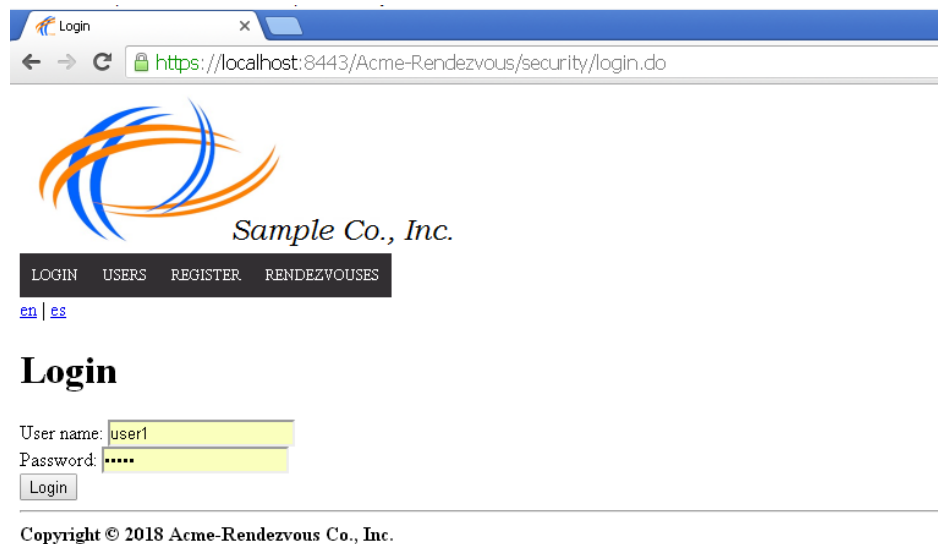 Login
https://localhost:8443/Acme-Rendezvous/security/login.do
Sample Co., Inc.
LOGIN USERS REGISTER RENDEZVOUSES
en | es
Login
User name: user1
Password: •••••
Login
Copyright © 2018 Acme-Rendezvous Co., Inc.